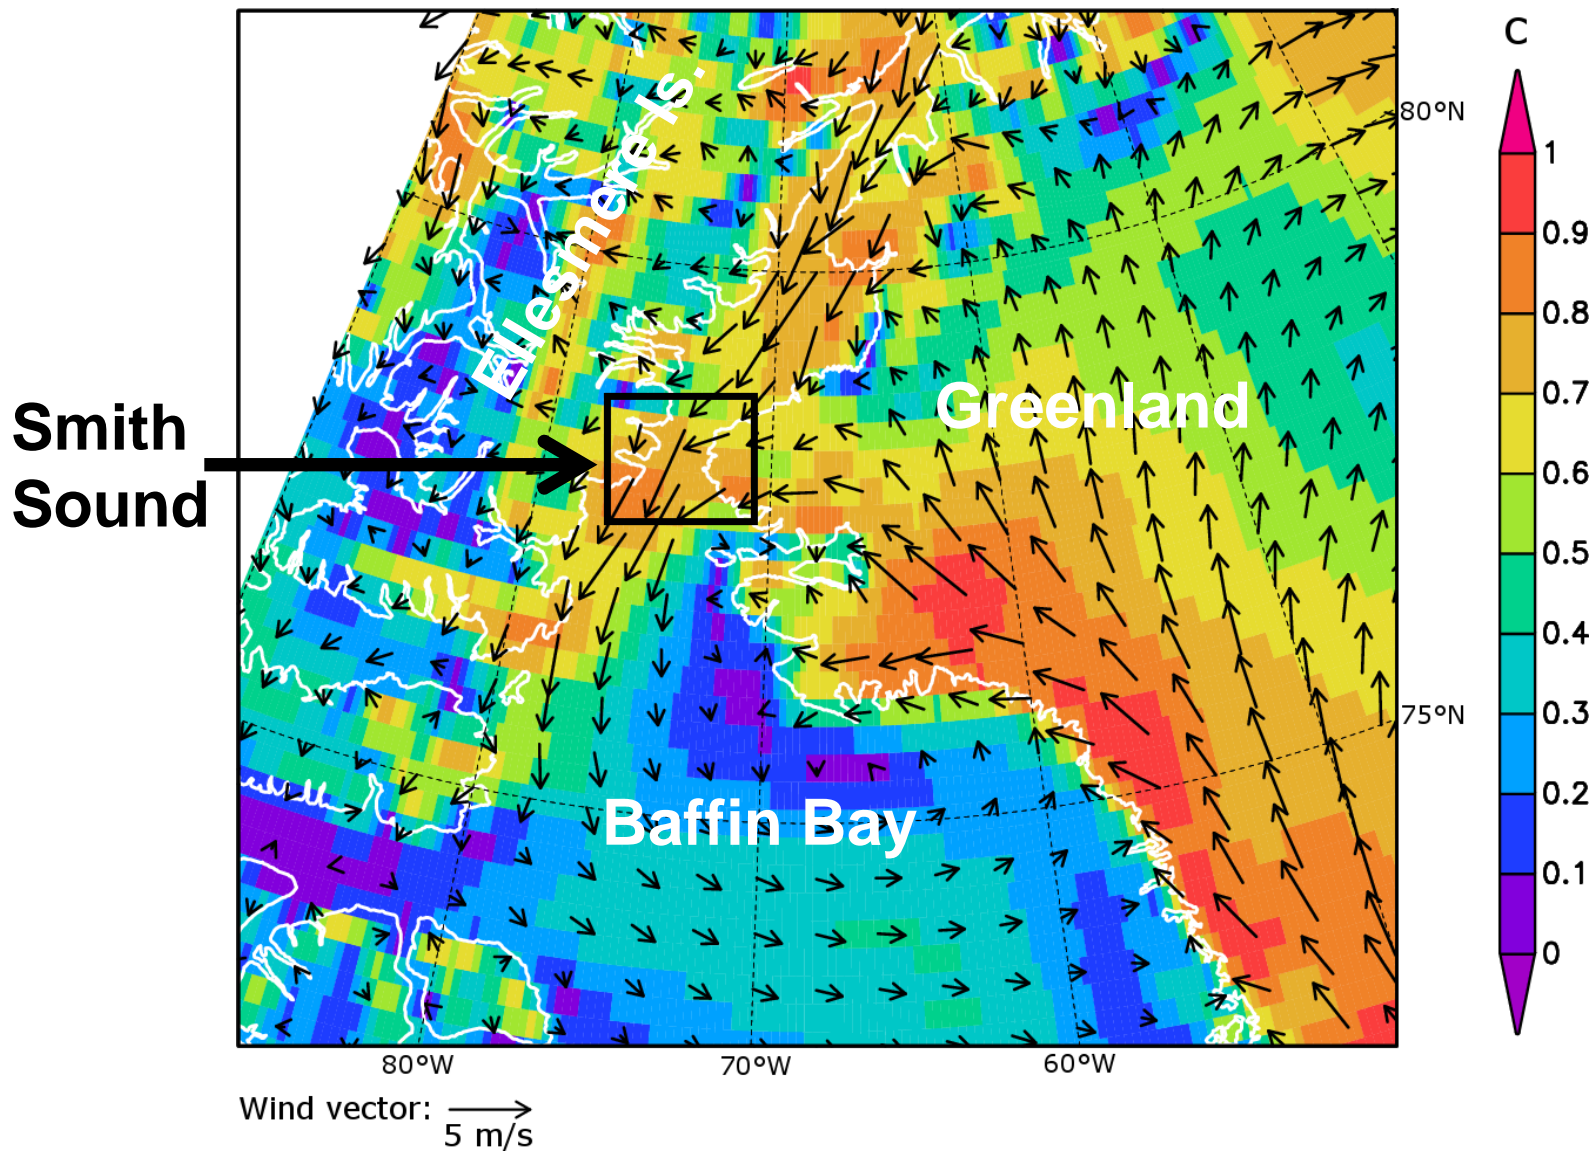 C
Ellesmere Is.
80°N
1
0.9
0.8
0.7
Greenland
Smith
Sound
0.6
0.5
0.4
0.3
75°N
0.2
Baffin Bay
0.1
0
80°W
70°W
60°W
Wind vector:
5 m/s